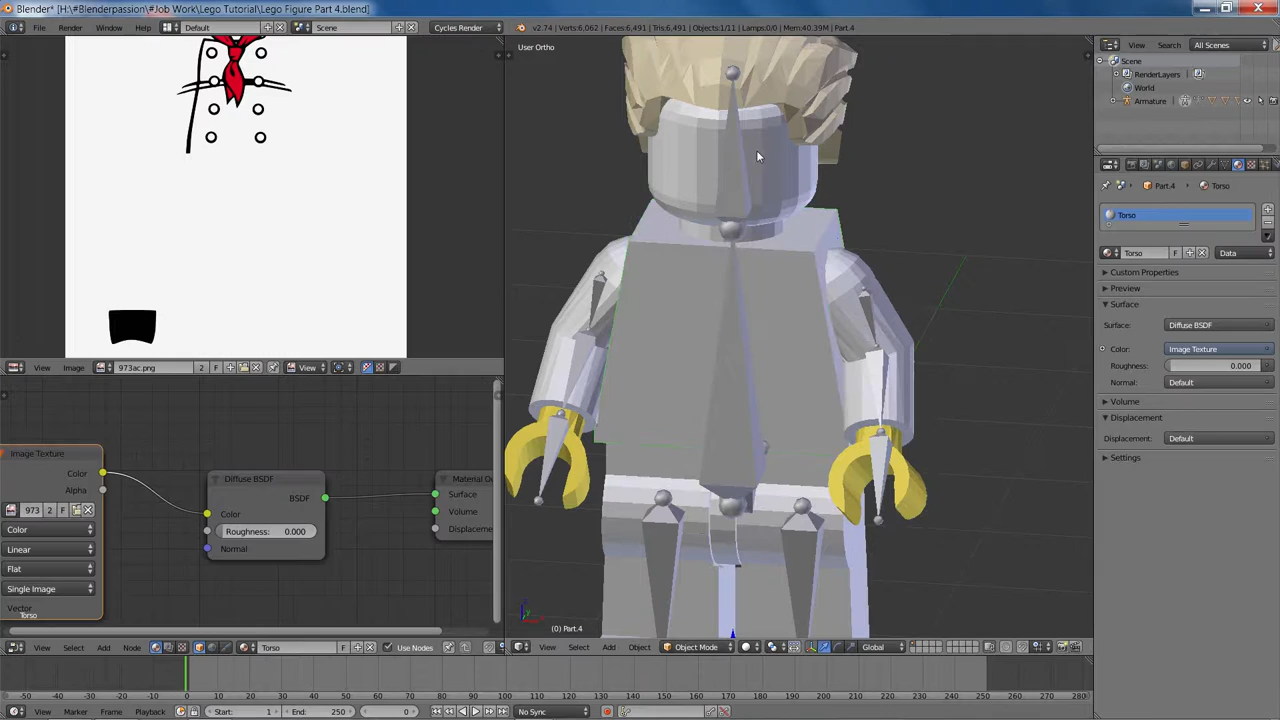 Blender* [H:\#Blenderpassion\#Job Work\Lego Tutorial\Lego Figure Part 4.blend]
File Render Window Help Default Scene Cycles Render v2.74 | Verts:6,062 | Faces:6,491 | Tris:6,491 | Objects:1/11 | Lamps:0/0 | Mem:40.39M | Part.4
View Search All Scenes
User Ortho
Scene
RenderLayers
World
Armature
Part.4 Torso
Torso
Torso F Data
Custom Properties
Preview
Surface
Surface: Diffuse BSDF
Color: Image Texture
Roughness: 0.000
Normal: Default
Volume
Displacement
Displacement: Default
Settings
View Image 973ac.png 2 F View
Image Texture
Color
Alpha
973 2 F
Color
Linear
Flat
Single Image
Vector
Torso
Diffuse BSDF
BSDF
Color
Roughness: 0.000
Normal
Material Ou
Surface
Volume
Displaceme
(0) Part.4
View Select Add Node Torso F Use Nodes
View Select Add Object Object Mode Global
-50 -40 -30 -20 -10 0 10 20 30 40 50 60 70 80 90 100 110 120 130 140 150 160 170 180 190 200 210 220 230 240 250 260 270 280
View Marker Frame Playback Start: 1 End: 250 0 No Sync